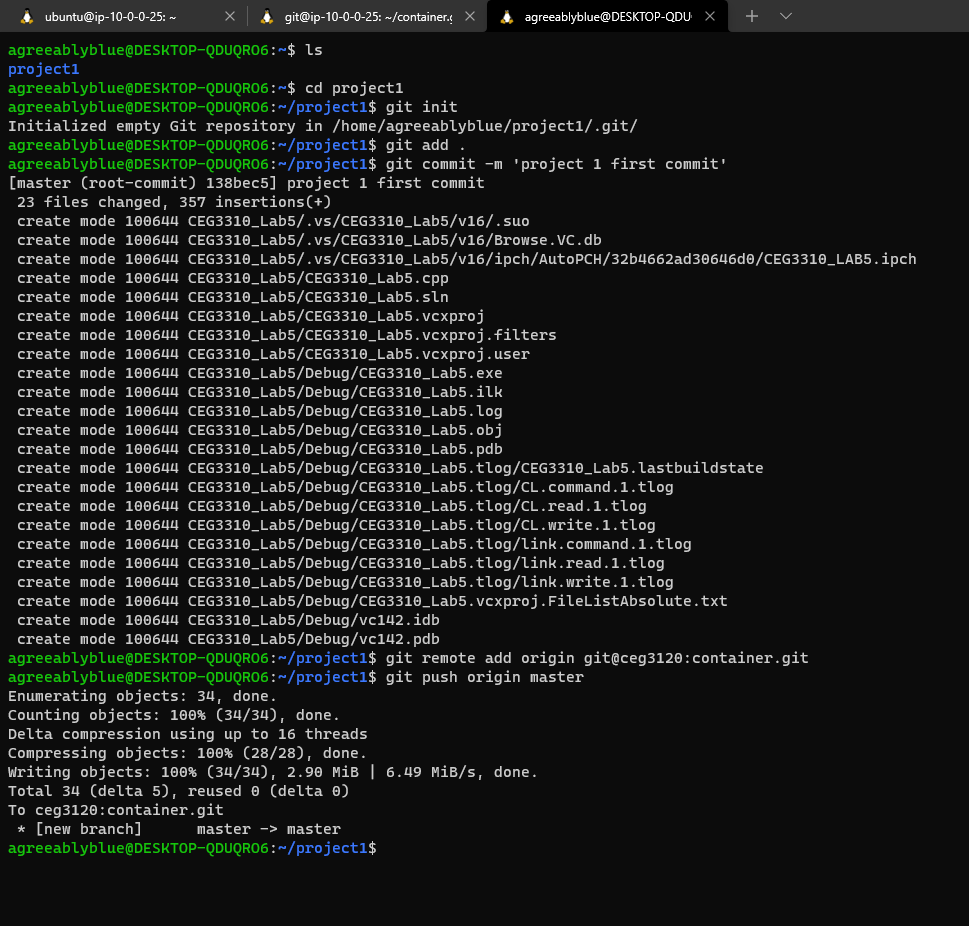 ubuntu@ip-10-0-0-25: ~
git@ip-10-0-0-25: ~/container.g
agreeablyblue@DESKTOP-QDU
agreeablyblue@DESKTOP-QDUQRO6:~$ ls
project1
agreeablyblue@DESKTOP-QDUQRO6:~$ cd project1
agreeablyblue@DESKTOP-QDUQRO6:~/project1$ git init
Initialized empty Git repository in /home/agreeablyblue/project1/.git/
agreeablyblue@DESKTOP-QDUQRO6:~/project1$ git add .
agreeablyblue@DESKTOP-QDUQRO6:~/project1$ git commit -m 'project 1 first commit'
[master (root-commit) 138bec5] project 1 first commit
 23 files changed, 357 insertions(+)
 create mode 100644 CEG3310_Lab5/.vs/CEG3310_Lab5/v16/.suo
 create mode 100644 CEG3310_Lab5/.vs/CEG3310_Lab5/v16/Browse.VC.db
 create mode 100644 CEG3310_Lab5/.vs/CEG3310_Lab5/v16/ipch/AutoPCH/32b4662ad30646d0/CEG3310_LAB5.ipch
 create mode 100644 CEG3310_Lab5/CEG3310_Lab5.cpp
 create mode 100644 CEG3310_Lab5/CEG3310_Lab5.sln
 create mode 100644 CEG3310_Lab5/CEG3310_Lab5.vcxproj
 create mode 100644 CEG3310_Lab5/CEG3310_Lab5.vcxproj.filters
 create mode 100644 CEG3310_Lab5/CEG3310_Lab5.vcxproj.user
 create mode 100644 CEG3310_Lab5/Debug/CEG3310_Lab5.exe
 create mode 100644 CEG3310_Lab5/Debug/CEG3310_Lab5.ilk
 create mode 100644 CEG3310_Lab5/Debug/CEG3310_Lab5.log
 create mode 100644 CEG3310_Lab5/Debug/CEG3310_Lab5.obj
 create mode 100644 CEG3310_Lab5/Debug/CEG3310_Lab5.pdb
 create mode 100644 CEG3310_Lab5/Debug/CEG3310_Lab5.tlog/CEG3310_Lab5.lastbuildstate
 create mode 100644 CEG3310_Lab5/Debug/CEG3310_Lab5.tlog/CL.command.1.tlog
 create mode 100644 CEG3310_Lab5/Debug/CEG3310_Lab5.tlog/CL.read.1.tlog
 create mode 100644 CEG3310_Lab5/Debug/CEG3310_Lab5.tlog/CL.write.1.tlog
 create mode 100644 CEG3310_Lab5/Debug/CEG3310_Lab5.tlog/link.command.1.tlog
 create mode 100644 CEG3310_Lab5/Debug/CEG3310_Lab5.tlog/link.read.1.tlog
 create mode 100644 CEG3310_Lab5/Debug/CEG3310_Lab5.tlog/link.write.1.tlog
 create mode 100644 CEG3310_Lab5/Debug/CEG3310_Lab5.vcxproj.FileListAbsolute.txt
 create mode 100644 CEG3310_Lab5/Debug/vc142.idb
 create mode 100644 CEG3310_Lab5/Debug/vc142.pdb
agreeablyblue@DESKTOP-QDUQRO6:~/project1$ git remote add origin git@ceg3120:container.git
agreeablyblue@DESKTOP-QDUQRO6:~/project1$ git push origin master
Enumerating objects: 34, done.
Counting objects: 100% (34/34), done.
Delta compression using up to 16 threads
Compressing objects: 100% (28/28), done.
Writing objects: 100% (34/34), 2.90 MiB | 6.49 MiB/s, done.
Total 34 (delta 5), reused 0 (delta 0)
To ceg3120:container.git
 * [new branch]      master -> master
agreeablyblue@DESKTOP-QDUQRO6:~/project1$